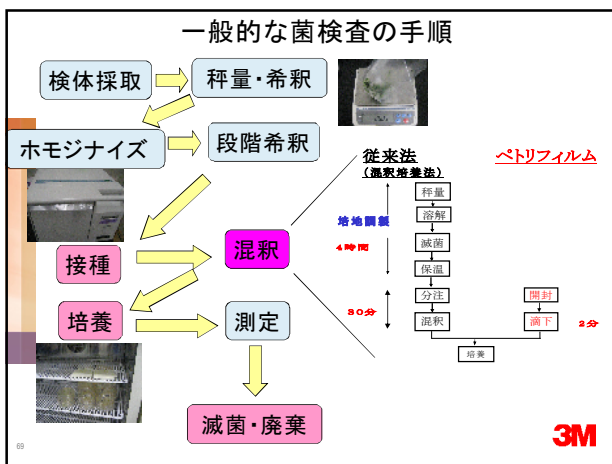 一般的な菌検査の手順
検体採取
秤量・希釈
ホモジナイズ
段階希釈
接種
混釈
培養
測定
滅菌・廃棄
従来法
(混釈培養法)
ペトリフィルム
秤量
培地調製
溶解
4時間
滅菌
保温
分注
開封
30分
混釈
滴下
2分
培養
69
3M